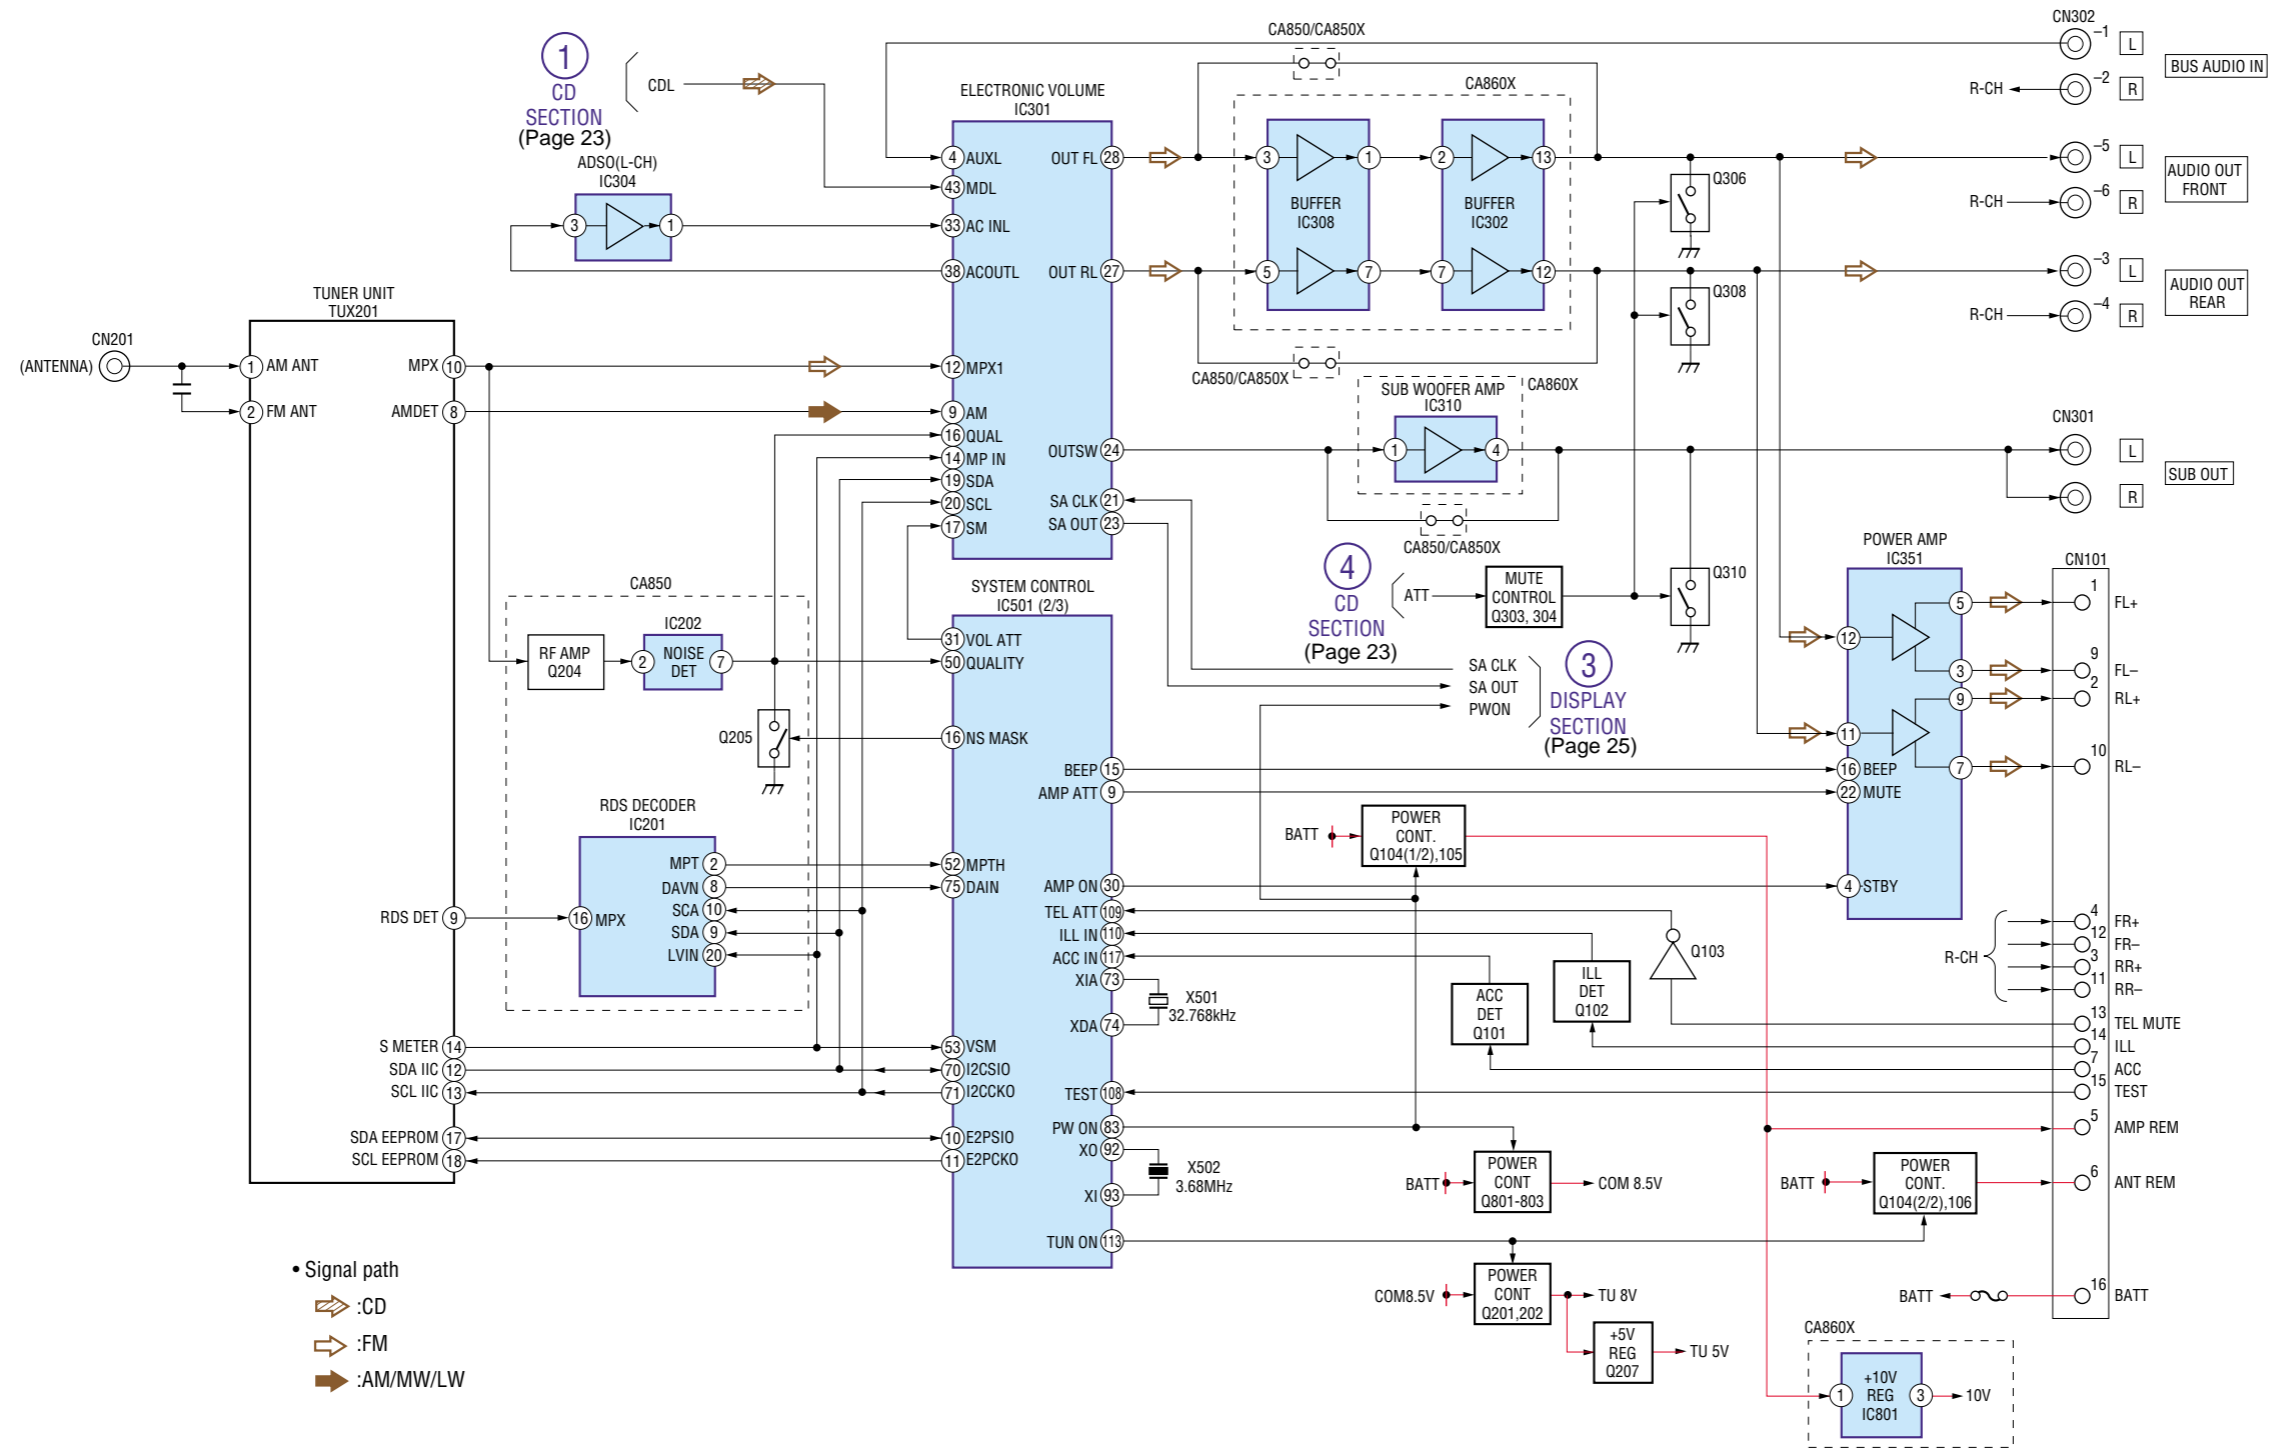 1
CD
SECTION
(Page 23)
CDL
ADSO(L-CH)
IC304
3
1
ELECTRONIC VOLUME
IC301
4 AUXL
43 MDL
33 AC INL
38 ACOUTL
12 MPX1
9 AM
16 QUAL
14 MP IN
19 SDA
20 SCL
17 SM
OUT FL 28
OUT RL 27
OUTSW 24
SA CLK 21
SA OUT 23
CA850/CA850X
CA860X
3
1
5
7
BUFFER
IC308
2
13
7
12
BUFFER
IC302
CA850/CA850X
Q306
Q308
CN302
–1 L
R-CH –2 R
BUS AUDIO IN
–5 L
R-CH –6 R
AUDIO OUT
FRONT
–3 L
R-CH –4 R
AUDIO OUT
REAR
SUB WOOFER AMP
IC310
CA860X
1
4
CA850/CA850X
CN301
L
R
SUB OUT
TUNER UNIT
TUX201
CN201
(ANTENNA)
1 AM ANT
2 FM ANT
MPX 10
AMDET 8
RDS DET 9
S METER 14
SDA IIC 12
SCL IIC 13
SDA EEPROM 17
SCL EEPROM 18
CA850
RF AMP
Q204
IC202
2
NOISE
DET
7
Q205
RDS DECODER
IC201
16 MPX
MPT 2
DAVN 8
SCA 10
SDA 9
LVIN 20
SYSTEM CONTROL
IC501 (2/3)
31 VOL ATT
50 QUALITY
16 NS MASK
52 MPTH
75 DAIN
53 VSM
70 I2CSIO
71 I2CCKO
10 E2PSIO
11 E2PCKO
BEEP 15
AMP ATT 9
AMP ON 30
TEL ATT 109
ILL IN 110
ACC IN 117
XIA 73
XDA 74
TEST 108
PW ON 83
XO 92
XI 93
TUN ON 113
X501
32.768kHz
X502
3.68MHz
4
CD
SECTION
(Page 23)
ATT
MUTE
CONTROL
Q303, 304
Q310
SA CLK
SA OUT
PWON
3
DISPLAY
SECTION
(Page 25)
POWER AMP
IC351
12
11
16 BEEP
22 MUTE
4 STBY
5
3
9
7
BATT
POWER
CONT.
Q104(1/2),105
Q103
ILL
DET
Q102
ACC
DET
Q101
BATT
POWER
CONT
Q801-803
COM 8.5V
BATT
POWER
CONT.
Q104(2/2),106
COM8.5V
POWER
CONT
Q201,202
TU 8V
+5V
REG
Q207
TU 5V
CN101
1 FL+
9 FL–
2 RL+
10 RL–
R-CH
4 FR+
12 FR–
3 RR+
11 RR–
13 TEL MUTE
14 ILL
7 ACC
15 TEST
5 AMP REM
6 ANT REM
BATT 16 BATT
CA860X
1
+10V
REG
IC801
3
10V
• Signal path
:CD
:FM
:AM/MW/LW